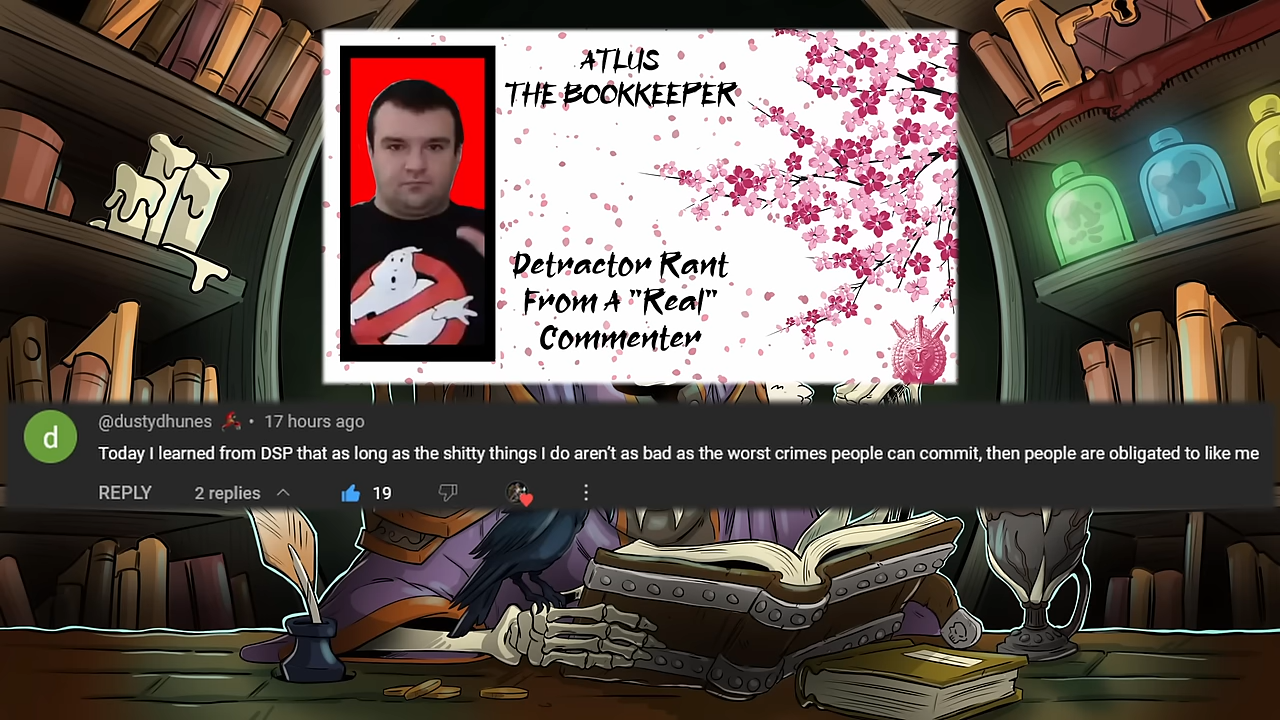 ATLUS
THE BOOKKEEPER
Detractor Rant
From A "Real"
Commenter
d
@dustydhunes • 17 hours ago
Today I learned from DSP that as long as the shitty things I do aren't as bad as the worst crimes people can commit, then people are obligated to like me
REPLY 2 replies 19